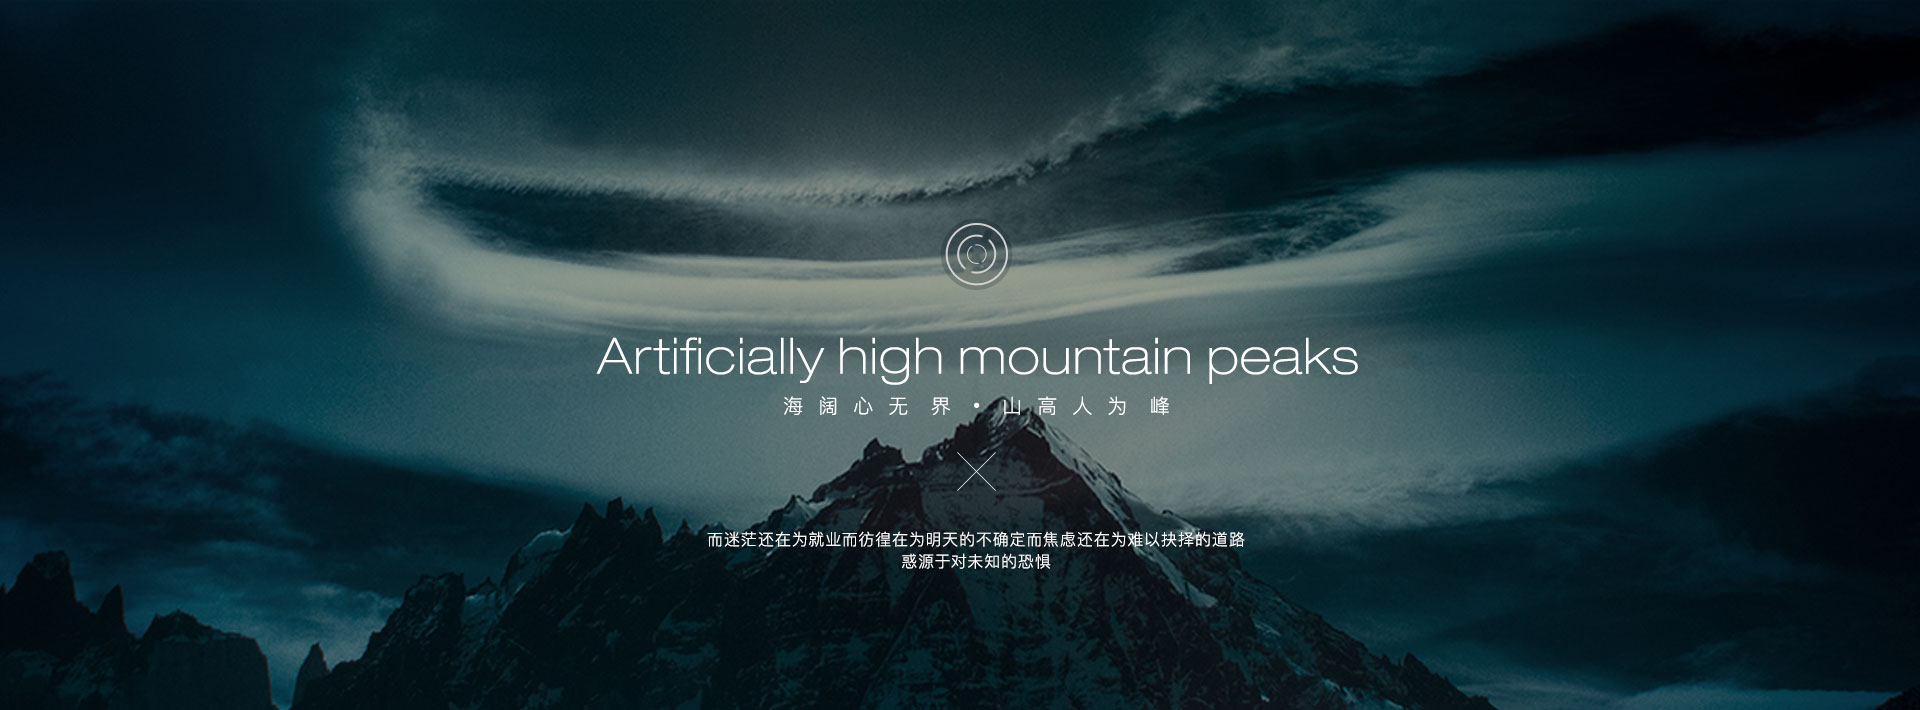 Artificially high mountain peaks
海阔心无界•山高人为峰
而迷茫还在为就业而彷徨在为明天的不确定而焦虑还在为难以抉择的道路
惑源于对未知的恐惧